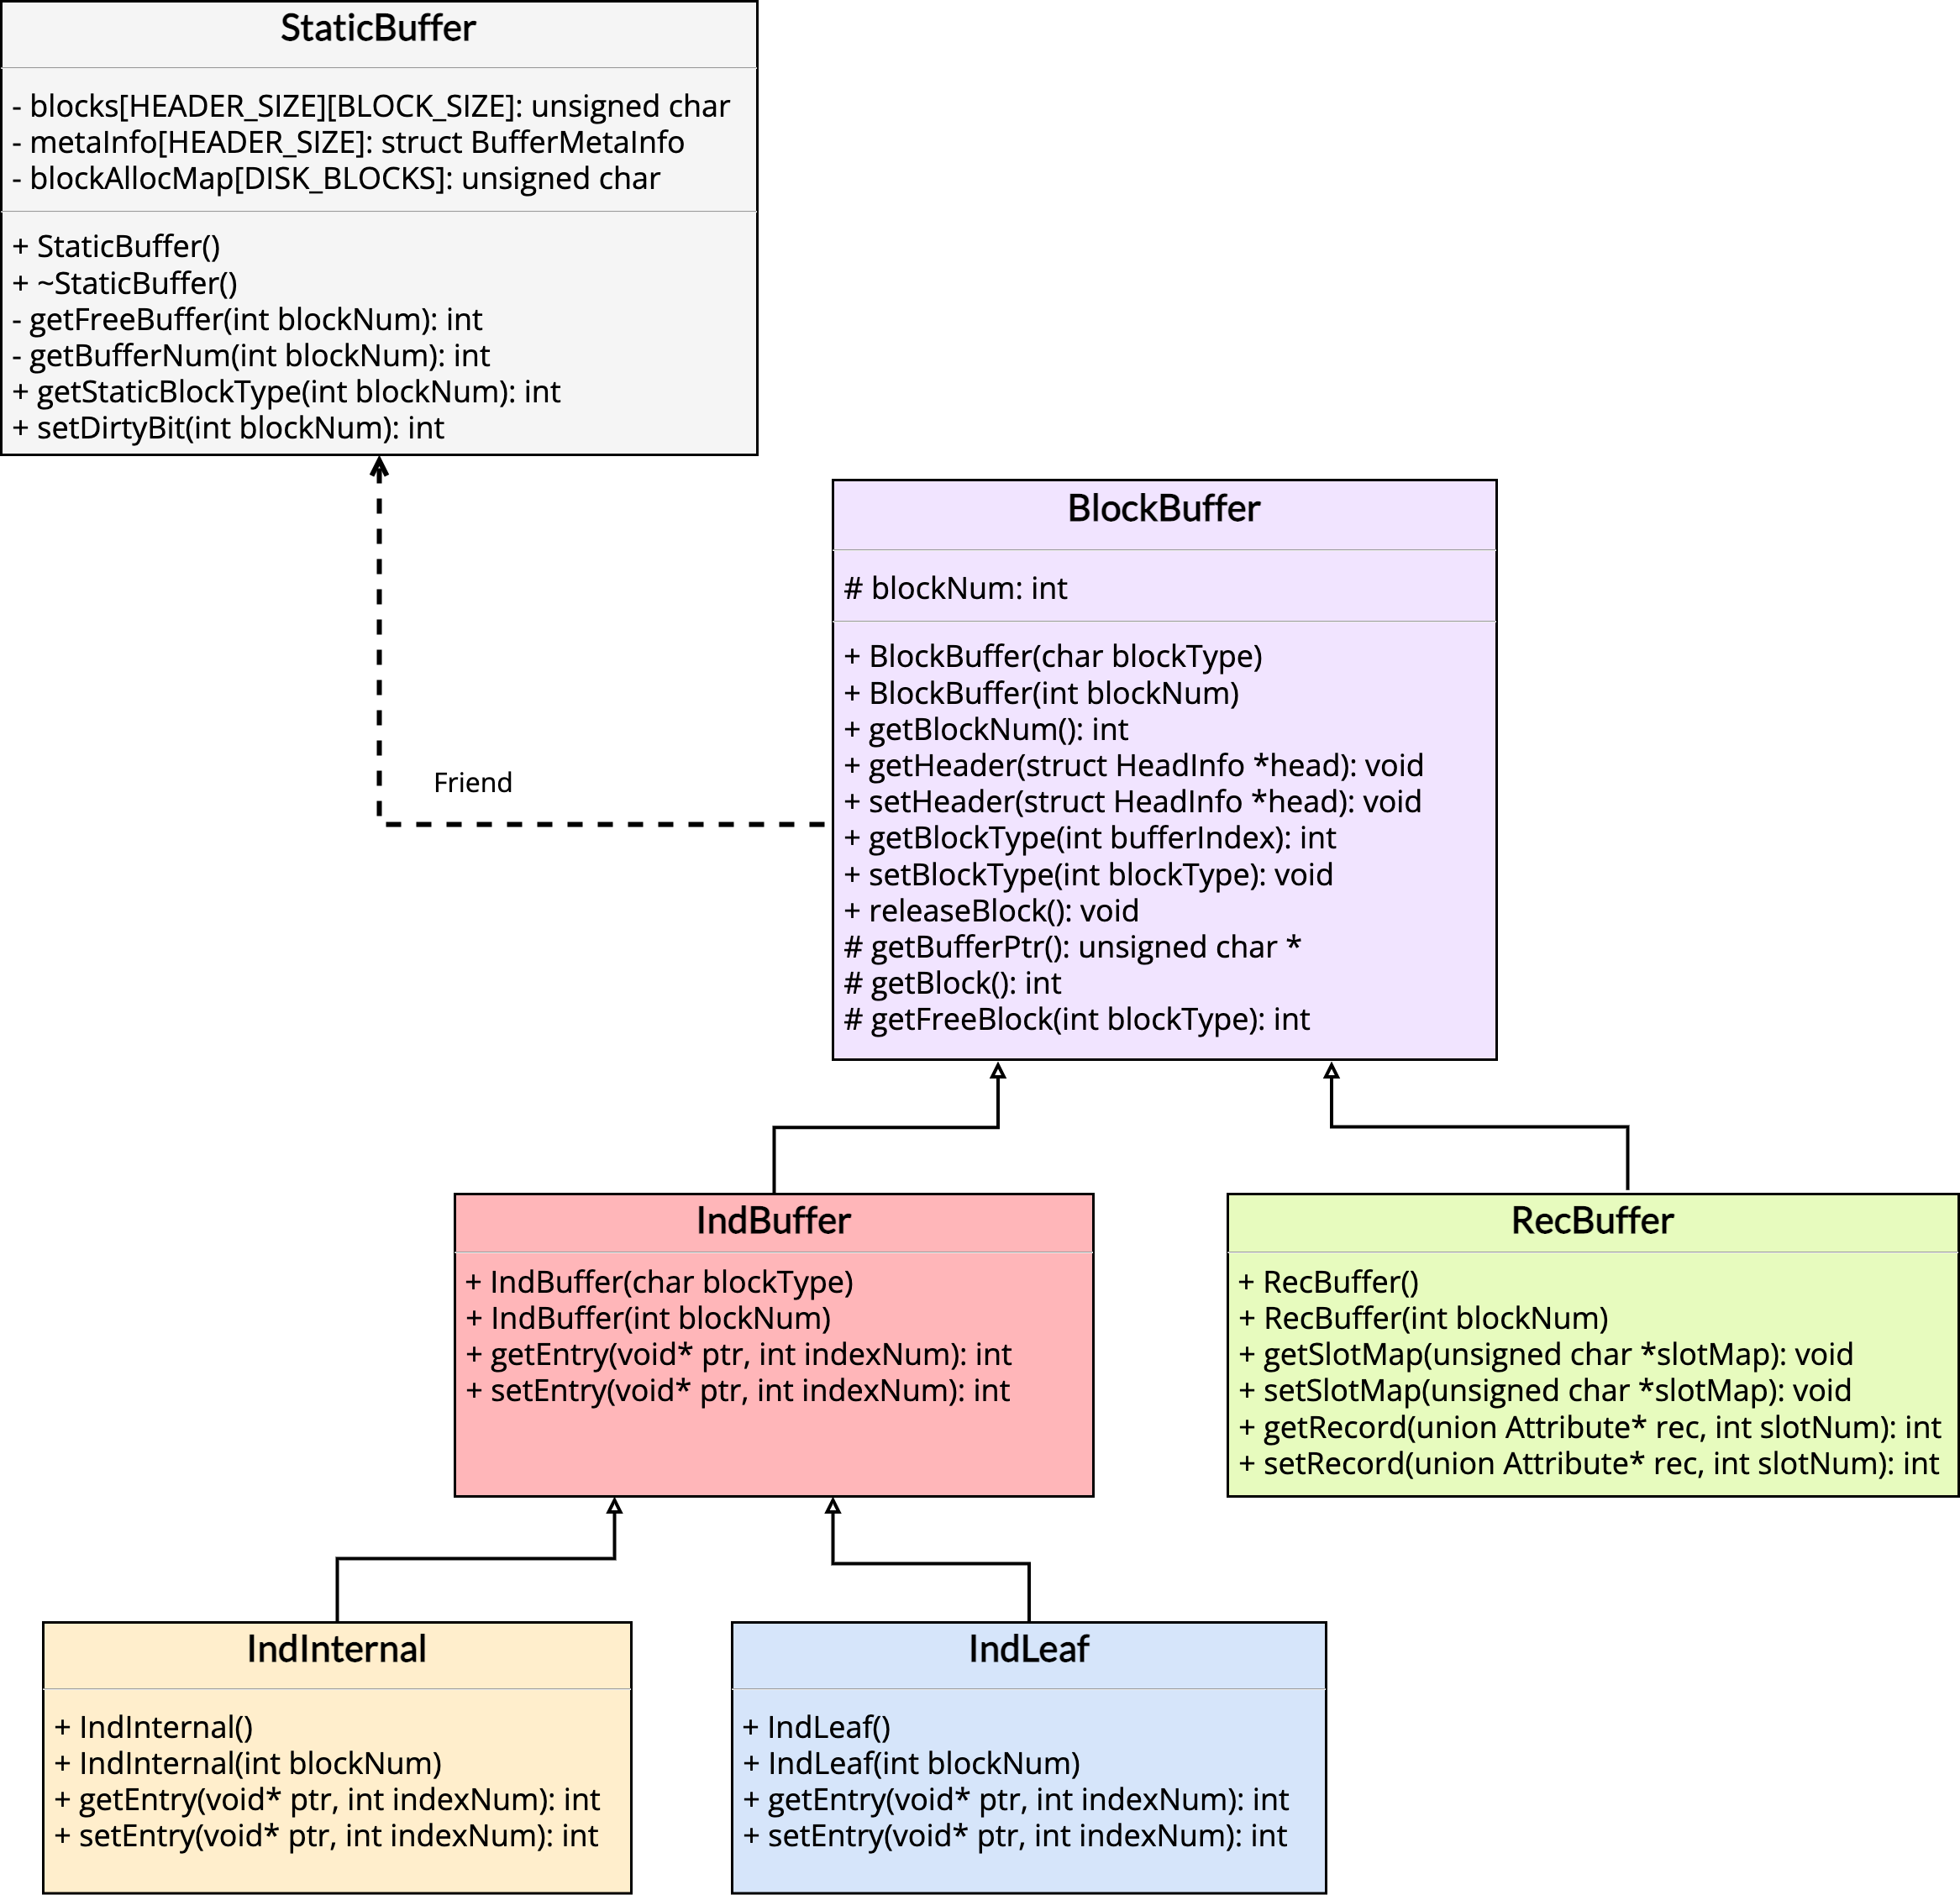 StaticBuffer
- blocks[HEADER_SIZE][BLOCK_SIZE]: unsigned char
- metaInfo[HEADER_SIZE]: struct BufferMetaInfo
- blockAllocMap[DISK_BLOCKS]: unsigned char
+ StaticBuffer()
+ ~StaticBuffer()
- getFreeBuffer(int blockNum): int
- getBufferNum(int blockNum): int
+ getStaticBlockType(int blockNum): int
+ setDirtyBit(int blockNum): int
Friend
BlockBuffer
# blockNum: int
+ BlockBuffer(char blockType)
+ BlockBuffer(int blockNum)
+ getBlockNum(): int
+ getHeader(struct HeadInfo *head): void
+ setHeader(struct HeadInfo *head): void
+ getBlockType(int bufferIndex): int
+ setBlockType(int blockType): void
+ releaseBlock(): void
# getBufferPtr(): unsigned char *
# getBlock(): int
# getFreeBlock(int blockType): int
IndBuffer
+ IndBuffer(char blockType)
+ IndBuffer(int blockNum)
+ getEntry(void* ptr, int indexNum): int
+ setEntry(void* ptr, int indexNum): int
RecBuffer
+ RecBuffer()
+ RecBuffer(int blockNum)
+ getSlotMap(unsigned char *slotMap): void
+ setSlotMap(unsigned char *slotMap): void
+ getRecord(union Attribute* rec, int slotNum): int
+ setRecord(union Attribute* rec, int slotNum): int
IndInternal
+ IndInternal()
+ IndInternal(int blockNum)
+ getEntry(void* ptr, int indexNum): int
+ setEntry(void* ptr, int indexNum): int
IndLeaf
+ IndLeaf()
+ IndLeaf(int blockNum)
+ getEntry(void* ptr, int indexNum): int
+ setEntry(void* ptr, int indexNum): int